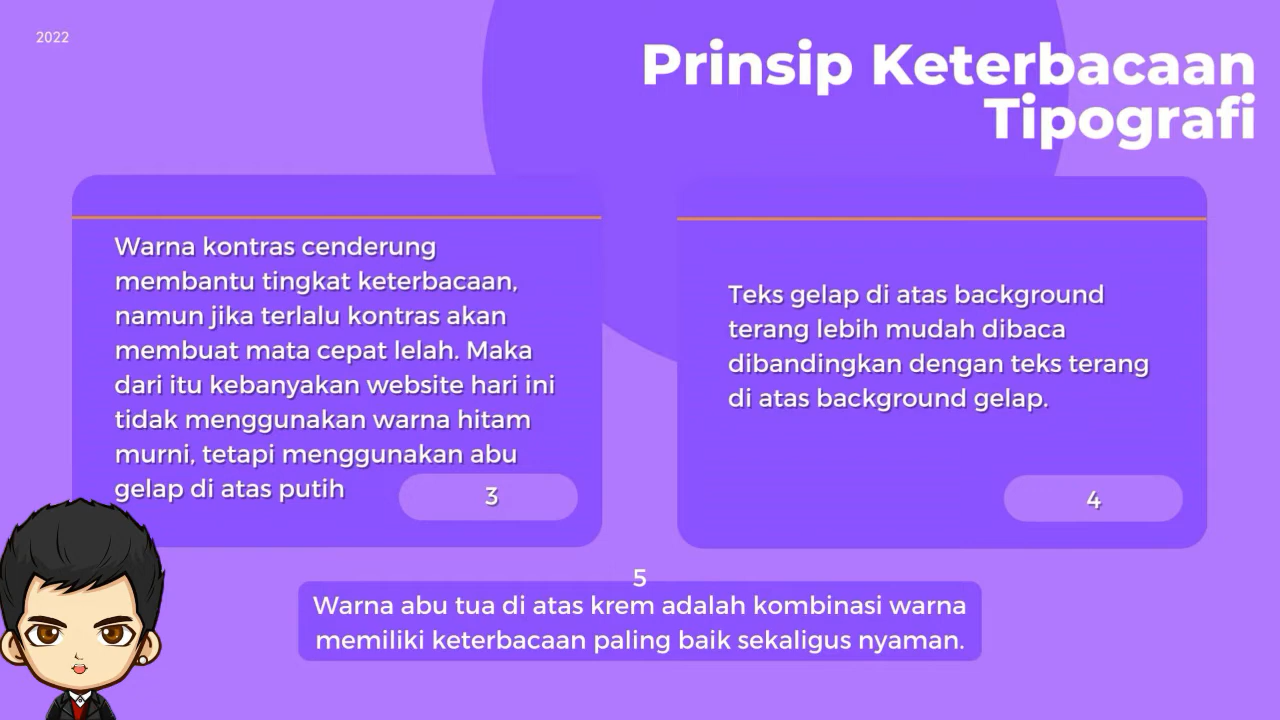 2022
Prinsip Keterbacaan
Tipografi
Warna kontras cenderung
membantu tingkat keterbacaan,
namun jika terlalu kontras akan
membuat mata cepat lelah. Maka
dari itu kebanyakan website hari ini
tidak menggunakan warna hitam
murni, tetapi menggunakan abu
gelap di atas putih
3
Teks gelap di atas background
terang lebih mudah dibaca
dibandingkan dengan teks terang
di atas background gelap.
4
5
Warna abu tua di atas krem adalah kombinasi warna
memiliki keterbacaan paling baik sekaligus nyaman.